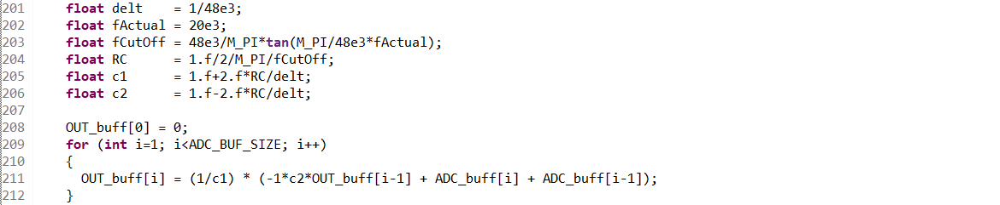 201 float delt = 1/48e3;
202 float fActual = 20e3;
203 float fCutOff = 48e3/M_PI*tan(M_PI/48e3*fActual);
204 float RC = 1.f/2/M_PI/fCutOff;
205 float c1 = 1.f+2.f*RC/delt;
206 float c2 = 1.f-2.f*RC/delt;
207
208 OUT_buff[0] = 0;
209 for (int i=1; i<ADC_BUF_SIZE; i++)
210 {
211 OUT_buff[i] = (1/c1) * (-1*c2*OUT_buff[i-1] + ADC_buff[i] + ADC_buff[i-1]);
212 }